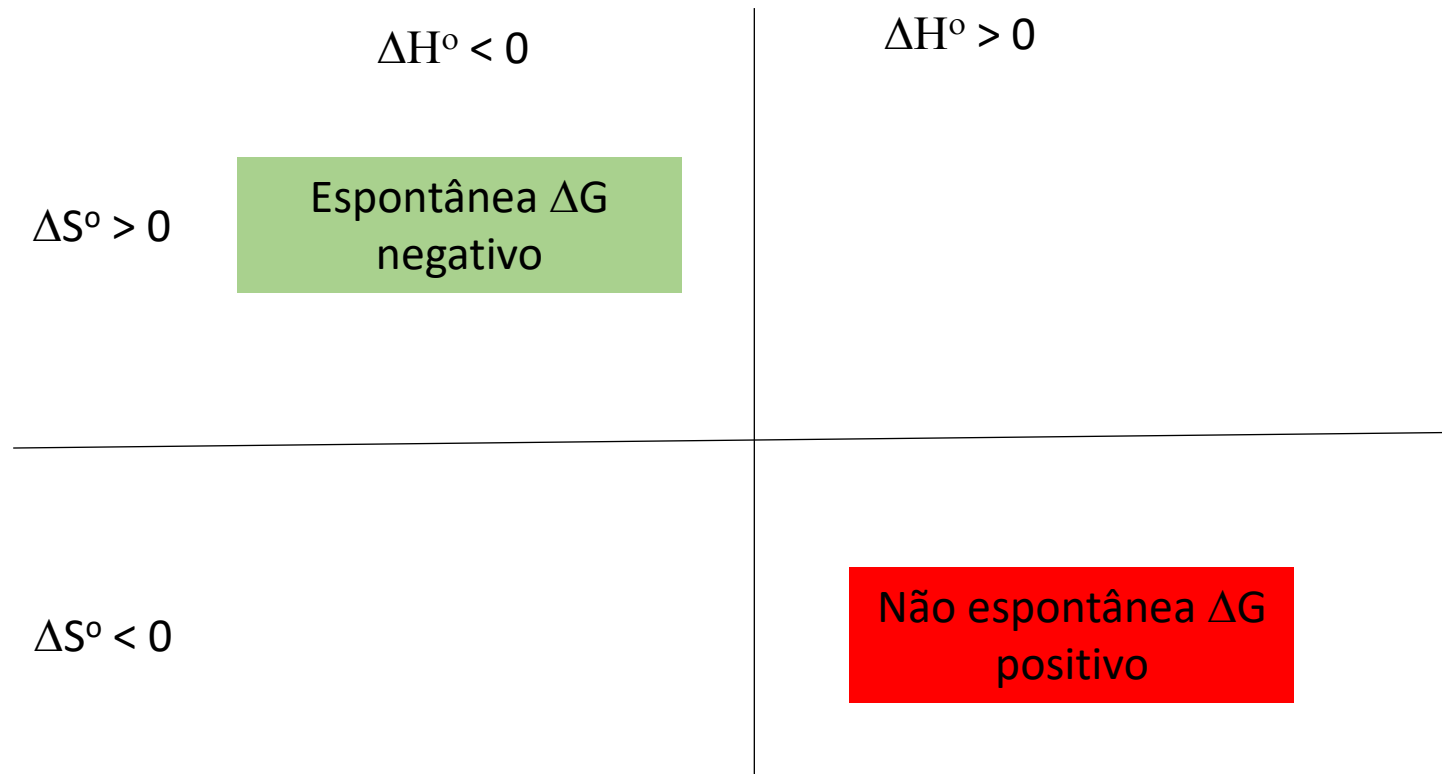 ΔHº < 0
ΔHº > 0
ΔSº > 0
Espontânea ΔG
negativo
ΔSº < 0
Não espontânea ΔG
positivo